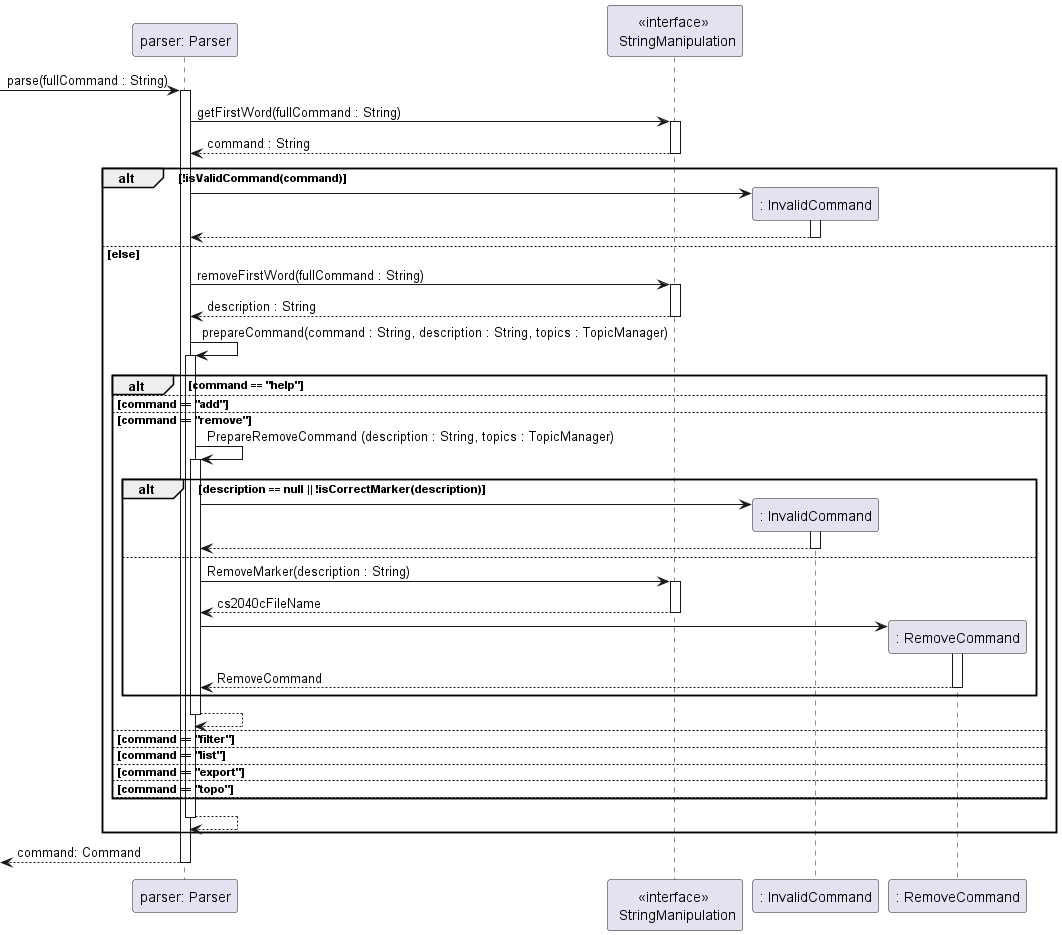 «interface»
parser: Parser
StringManipulation
parse(fullCommand : String)
getFirstWord(fullCommand : String)
command : String
alt
[!isValidCommand(command)]
: InvalidCommand
[else]
removeFirstWord(fullCommand : String)
description : String
prepareCommand(command : String, description : String, topics : TopicManager)
alt
[command == "help"]
[command == "add"]
[command == "remove"]
PrepareRemoveCommand (description : String, topics : TopicManager)
alt
[description == null || !isCorrectMarker(description)]
: InvalidCommand
RemoveMarker(description : String)
cs2040cFileName
: RemoveCommand
RemoveCommand
[command == "filter"]
[command == "list"]
[command == "export"]
[command == "topo"]
command: Command
parser: Parser
«interface»
StringManipulation
: InvalidCommand
: RemoveCommand